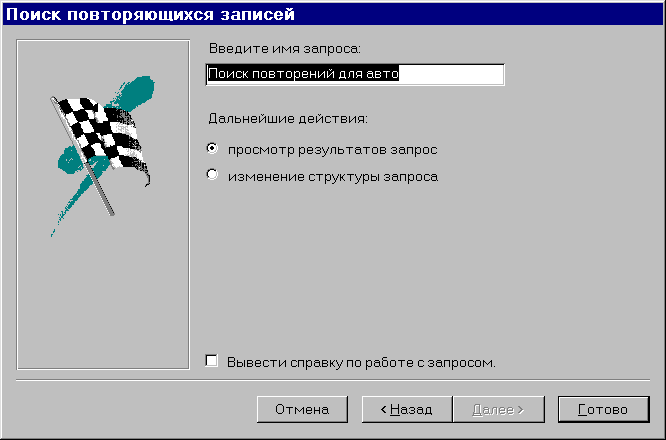 Поиск повторяющихся записей
Введите имя запроса:
Поиск повторений для авто
Дальнейшие действия:
просмотр результатов запрос
изменение структуры запроса
Вывести справку по работе с запросом.
Отмена
< Назад
Далее >
Готово